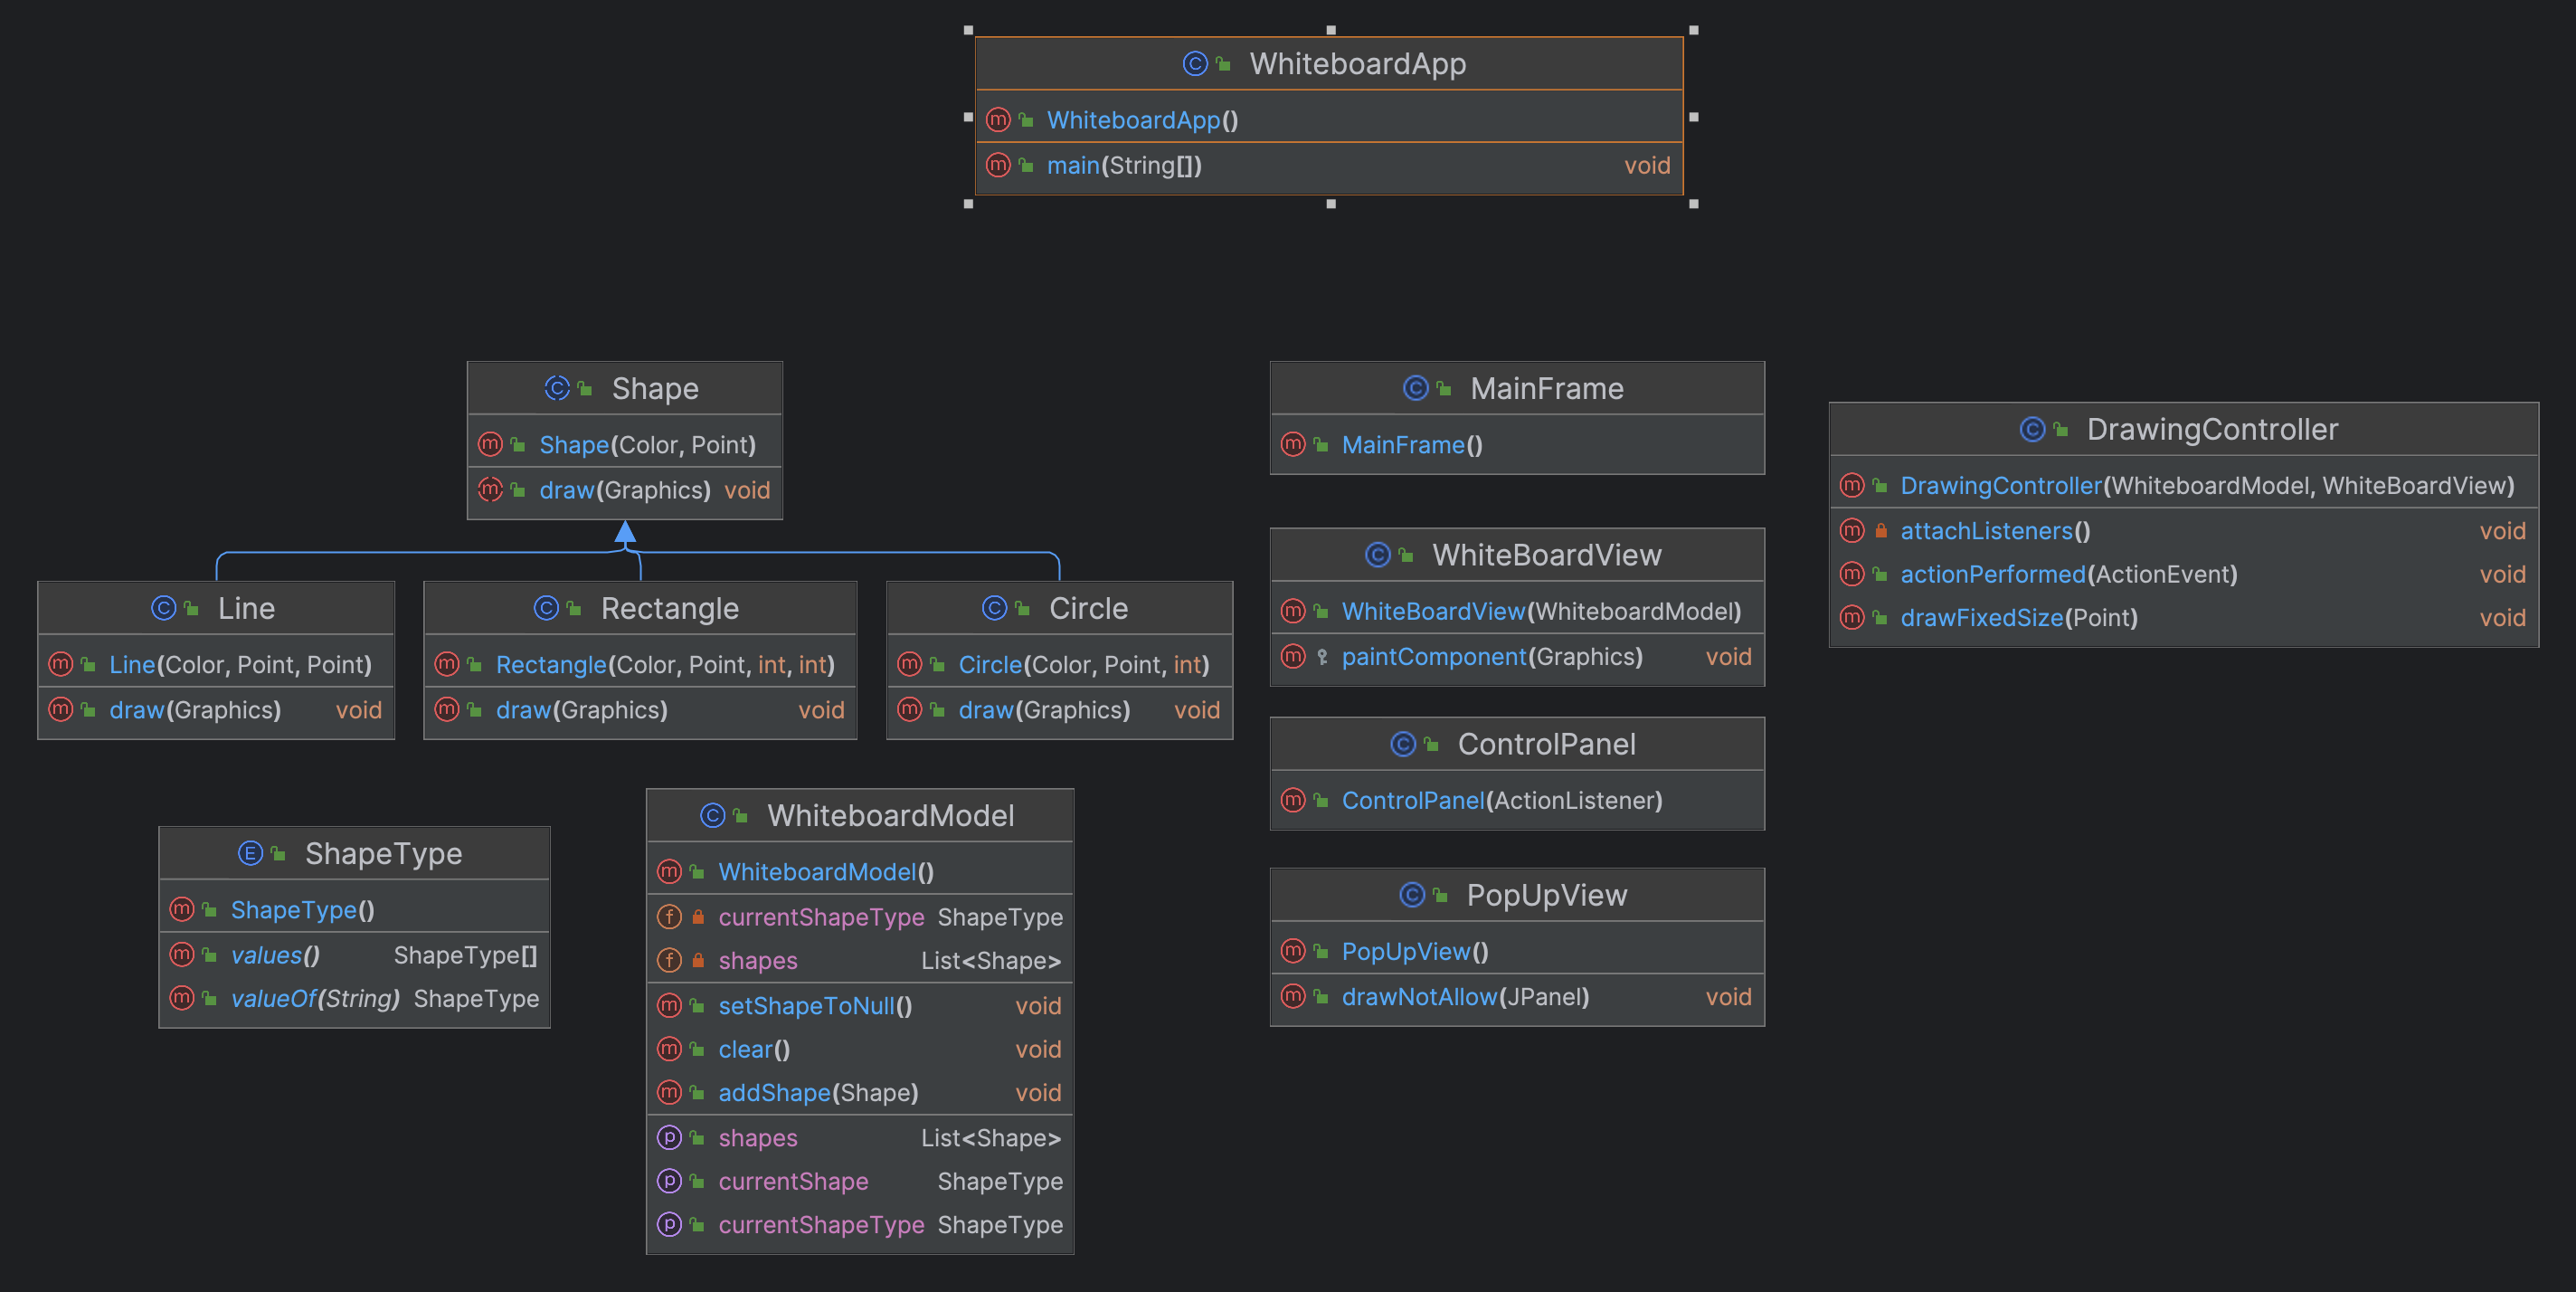 WhiteboardApp
WhiteboardApp()
main(String[]) void
Shape
Shape(Color, Point)
draw(Graphics) void
Line
Line(Color, Point, Point)
draw(Graphics) void
Rectangle
Rectangle(Color, Point, int, int)
draw(Graphics) void
Circle
Circle(Color, Point, int)
draw(Graphics) void
ShapeType
ShapeType()
values() ShapeType[]
valueOf(String) ShapeType
WhiteboardModel
WhiteboardModel()
currentShapeType ShapeType
shapes List<Shape>
setShapeToNull() void
clear() void
addShape(Shape) void
shapes List<Shape>
currentShape ShapeType
currentShapeType ShapeType
MainFrame
MainFrame()
WhiteBoardView
WhiteBoardView(WhiteboardModel)
paintComponent(Graphics) void
ControlPanel
ControlPanel(ActionListener)
PopUpView
PopUpView()
drawNotAllow(JPanel) void
DrawingController
DrawingController(WhiteboardModel, WhiteBoardView)
attachListeners() void
actionPerformed(ActionEvent) void
drawFixedSize(Point) void